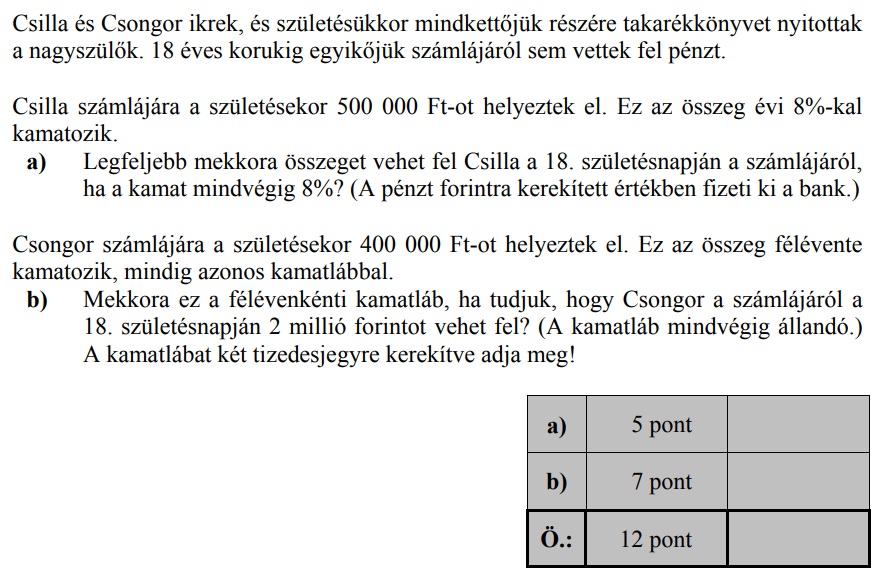 Csilla és Csongor ikrek, és születésükkor mindkettőjük részére takarékkönyvet nyitottak
a nagyszülők. 18 éves korukig egyikőjük számlájáról sem vettek fel pénzt.
Csilla számlájára a születésekor 500 000 Ft-ot helyeztek el. Ez az összeg évi 8%-kal
kamatozik.
a) Legfeljebb mekkora összeget vehet fel Csilla a 18. születésnapján a számlájáról,
ha a kamat mindvégig 8%? (A pénzt forintra kerekített értékben fizeti ki a bank.)
Csongor számlájára a születésekor 400 000 Ft-ot helyeztek el. Ez az összeg félévente
kamatozik, mindig azonos kamatlábbal.
b) Mekkora ez a félévenkénti kamatláb, ha tudjuk, hogy Csongor a számlájáról a
18. születésnapján 2 millió forintot vehet fel? (A kamatláb mindvégig állandó.)
A kamatlábat két tizedesjegyre kerekítve adja meg!
a) 5 pont
b) 7 pont
Ö.: 12 pont